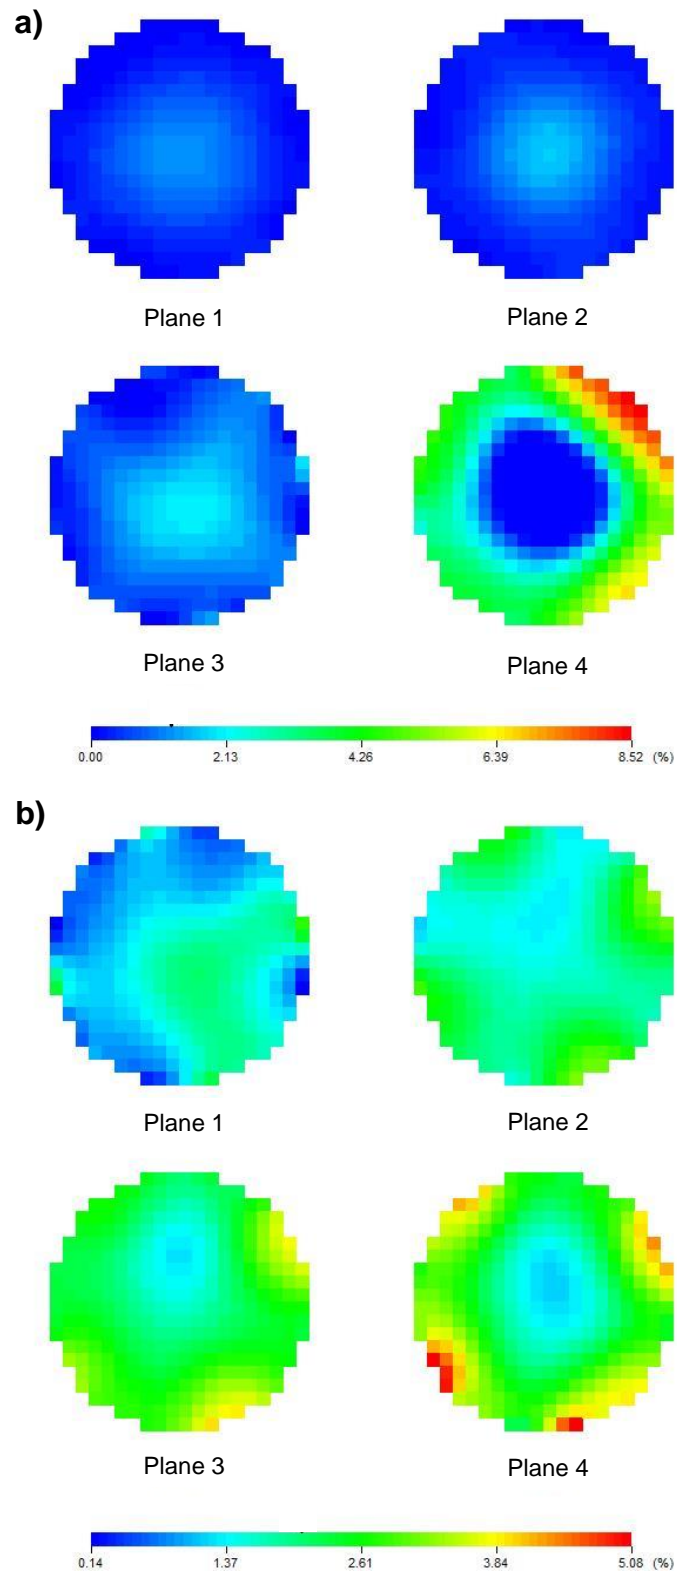 a)
Plane 1
Plane 2
Plane 3
Plane 4
0.00 2.13 4.26 6.39 8.52 (%)
b)
Plane 1
Plane 2
Plane 3
Plane 4
0.14 1.37 2.61 3.84 5.08 (%)